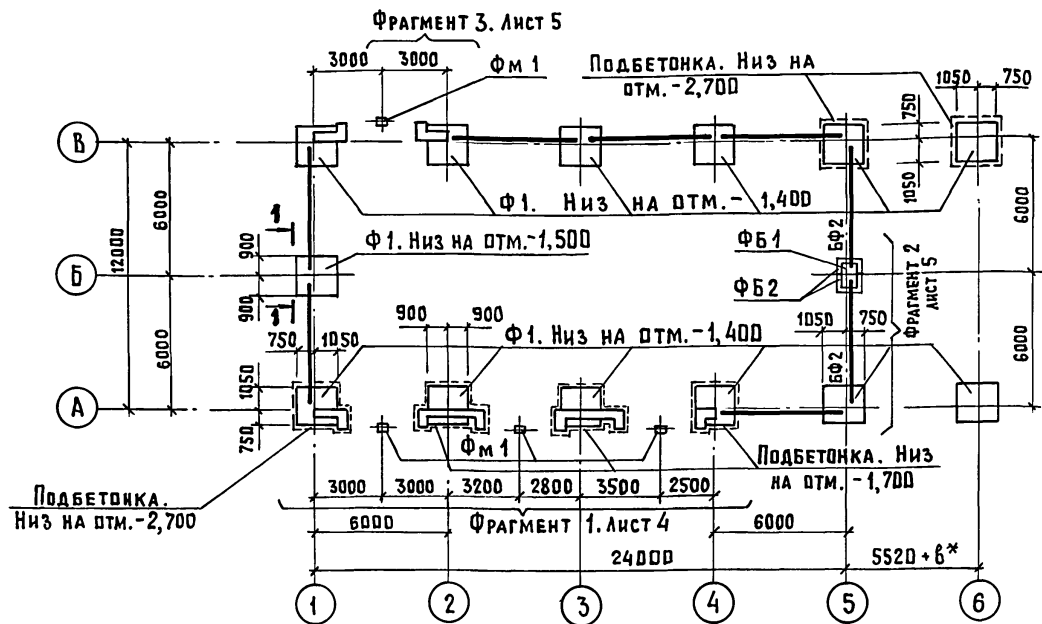 Фрагмент 3. Лист 5
3000 3000
Фм 1
Подбетонка. Низ на
отм. -2,700
1050 750
750
1050
В
Ф1. Низ на отм. - 1,400
6000
12000
6000
1
Ф1. Низ на отм. -1,500
900
900
1
Б
БФ2
ФБ1
ФБ2
Фрагмент 2
Лист 5
6000
6000
900 900
Ф1. Низ на отм. -1,400
750 1050
1050 750
БФ2
1050
750
А
Фм 1
Подбетонка. Низ
на отм. -1,700
Подбетонка.
Низ на отм. -2,700
3000 3000 3200 2800 3500 2500
Фрагмент 1. Лист 4
6000 6000
24000 5520 + в*
1 2 3 4 5 6